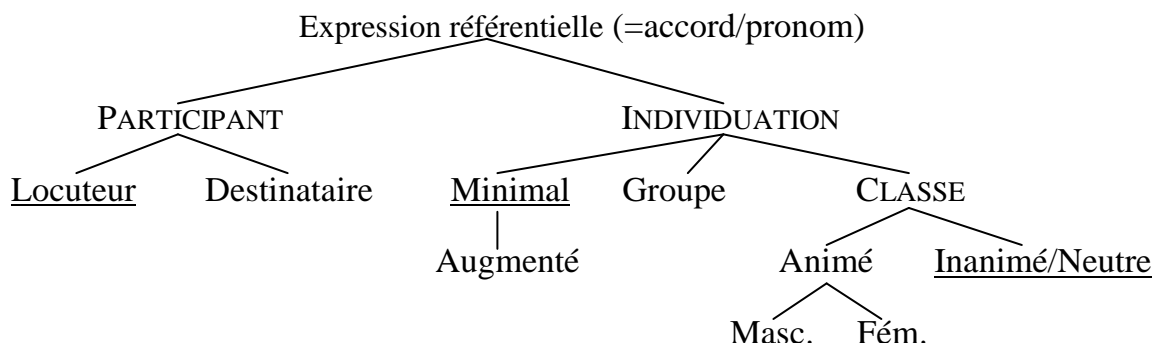 Expression référentielle (=accord/pronom)
PARTICIPANT INDIVIDUATION
Locuteur Destinataire Minimal Groupe CLASSE
Augmenté Animé Inanimé/Neutre
Masc. Fém.